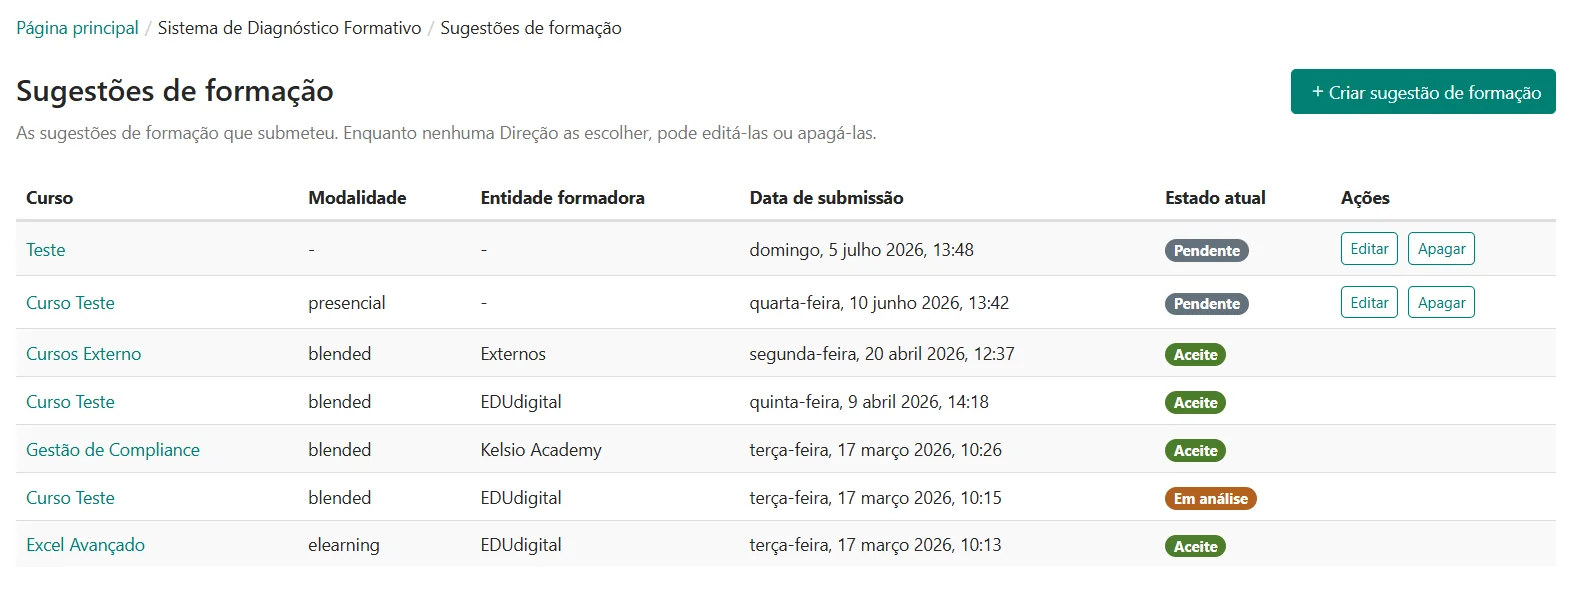 Página principal / Sistema de Diagnóstico Formativo / Sugestões de formação
Sugestões de formação
+ Criar sugestão de formação
As sugestões de formação que submeteu. Enquanto nenhuma Direção as escolher, pode editá-las ou apagá-las.
Curso Modalidade Entidade formadora Data de submissão Estado atual Ações
Teste - - domingo, 5 julho 2026, 13:48 Pendente Editar Apagar
Curso Teste presencial - quarta-feira, 10 junho 2026, 13:42 Pendente Editar Apagar
Cursos Externo blended Externos segunda-feira, 20 abril 2026, 12:37 Aceite
Curso Teste blended EDUdigital quinta-feira, 9 abril 2026, 14:18 Aceite
Gestão de Compliance blended Kelsio Academy terça-feira, 17 março 2026, 10:26 Aceite
Curso Teste blended EDUdigital terça-feira, 17 março 2026, 10:15 Em análise
Excel Avançado elearning EDUdigital terça-feira, 17 março 2026, 10:13 Aceite